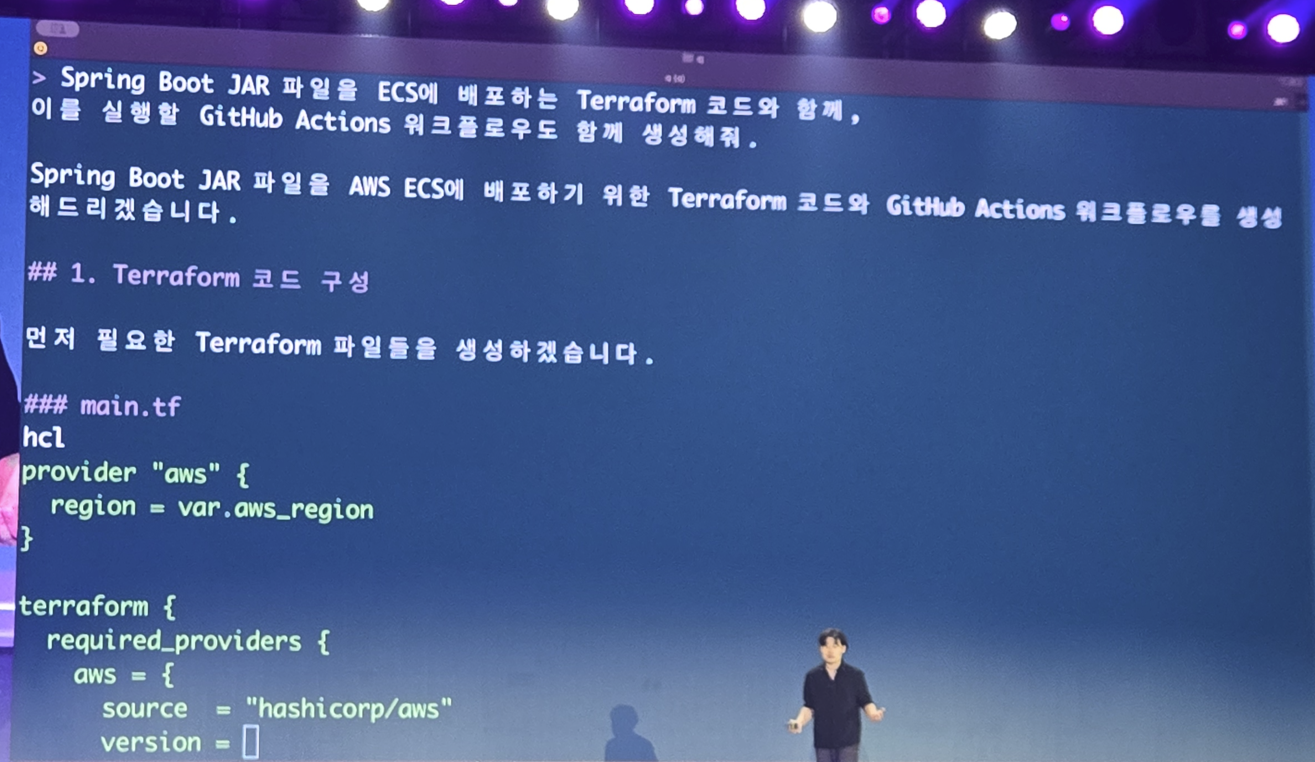 > Spring Boot JAR 파일을 ECS에 배포하는 Terraform 코드와 함께,
이를 실행할 GitHub Actions 워크플로우도 함께 생성해줘.
Spring Boot JAR 파일을 AWS ECS에 배포하기 위한 Terraform 코드와 GitHub Actions 워크플로우를 생성
해드리겠습니다.
## 1. Terraform 코드 구성
먼저 필요한 Terraform 파일들을 생성하겠습니다.
### main.tf
hcl
provider "aws" {
  region = var.aws_region
}
terraform {
  required_providers {
    aws = {
      source  = "hashicorp/aws"
      version =